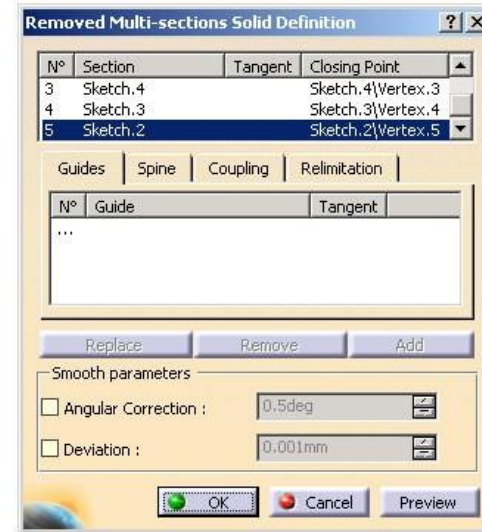 Removed Multi-sections Solid Definition ? X
N° Section Tangent Closing Point
3 Sketch.4 Sketch.4\Vertex.3
4 Sketch.3 Sketch.3\Vertex.4
5 Sketch.2 Sketch.2\Vertex.5
Guides Spine Coupling Relimitation
N° Guide Tangent
...
Replace Remove Add
Smooth parameters
Angular Correction : 0.5deg
Deviation : 0.001mm
OK Cancel Preview